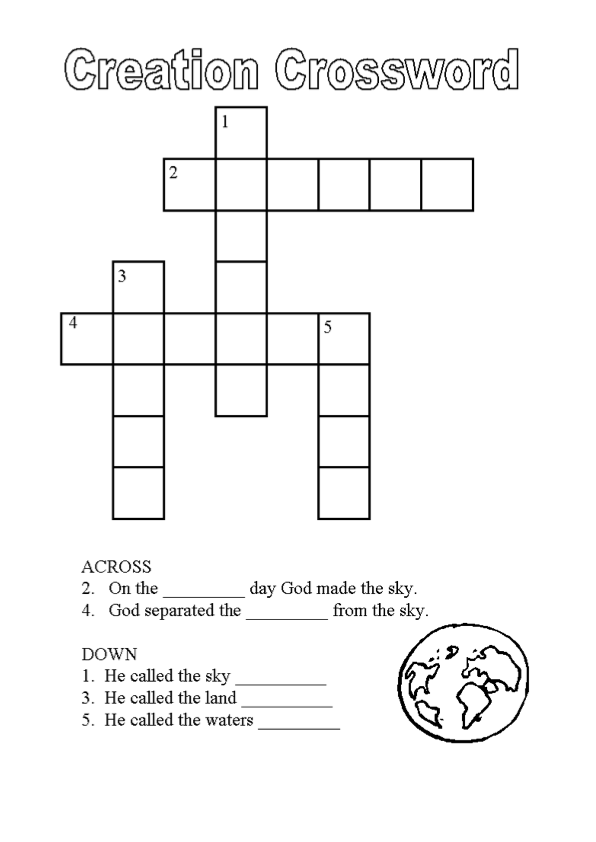 Creation Crossword
1
2
3
4
5
ACROSS
2. On the _________ day God made the sky.
4. God separated the _________ from the sky.
DOWN
1. He called the sky __________
3. He called the land __________
5. He called the waters _________